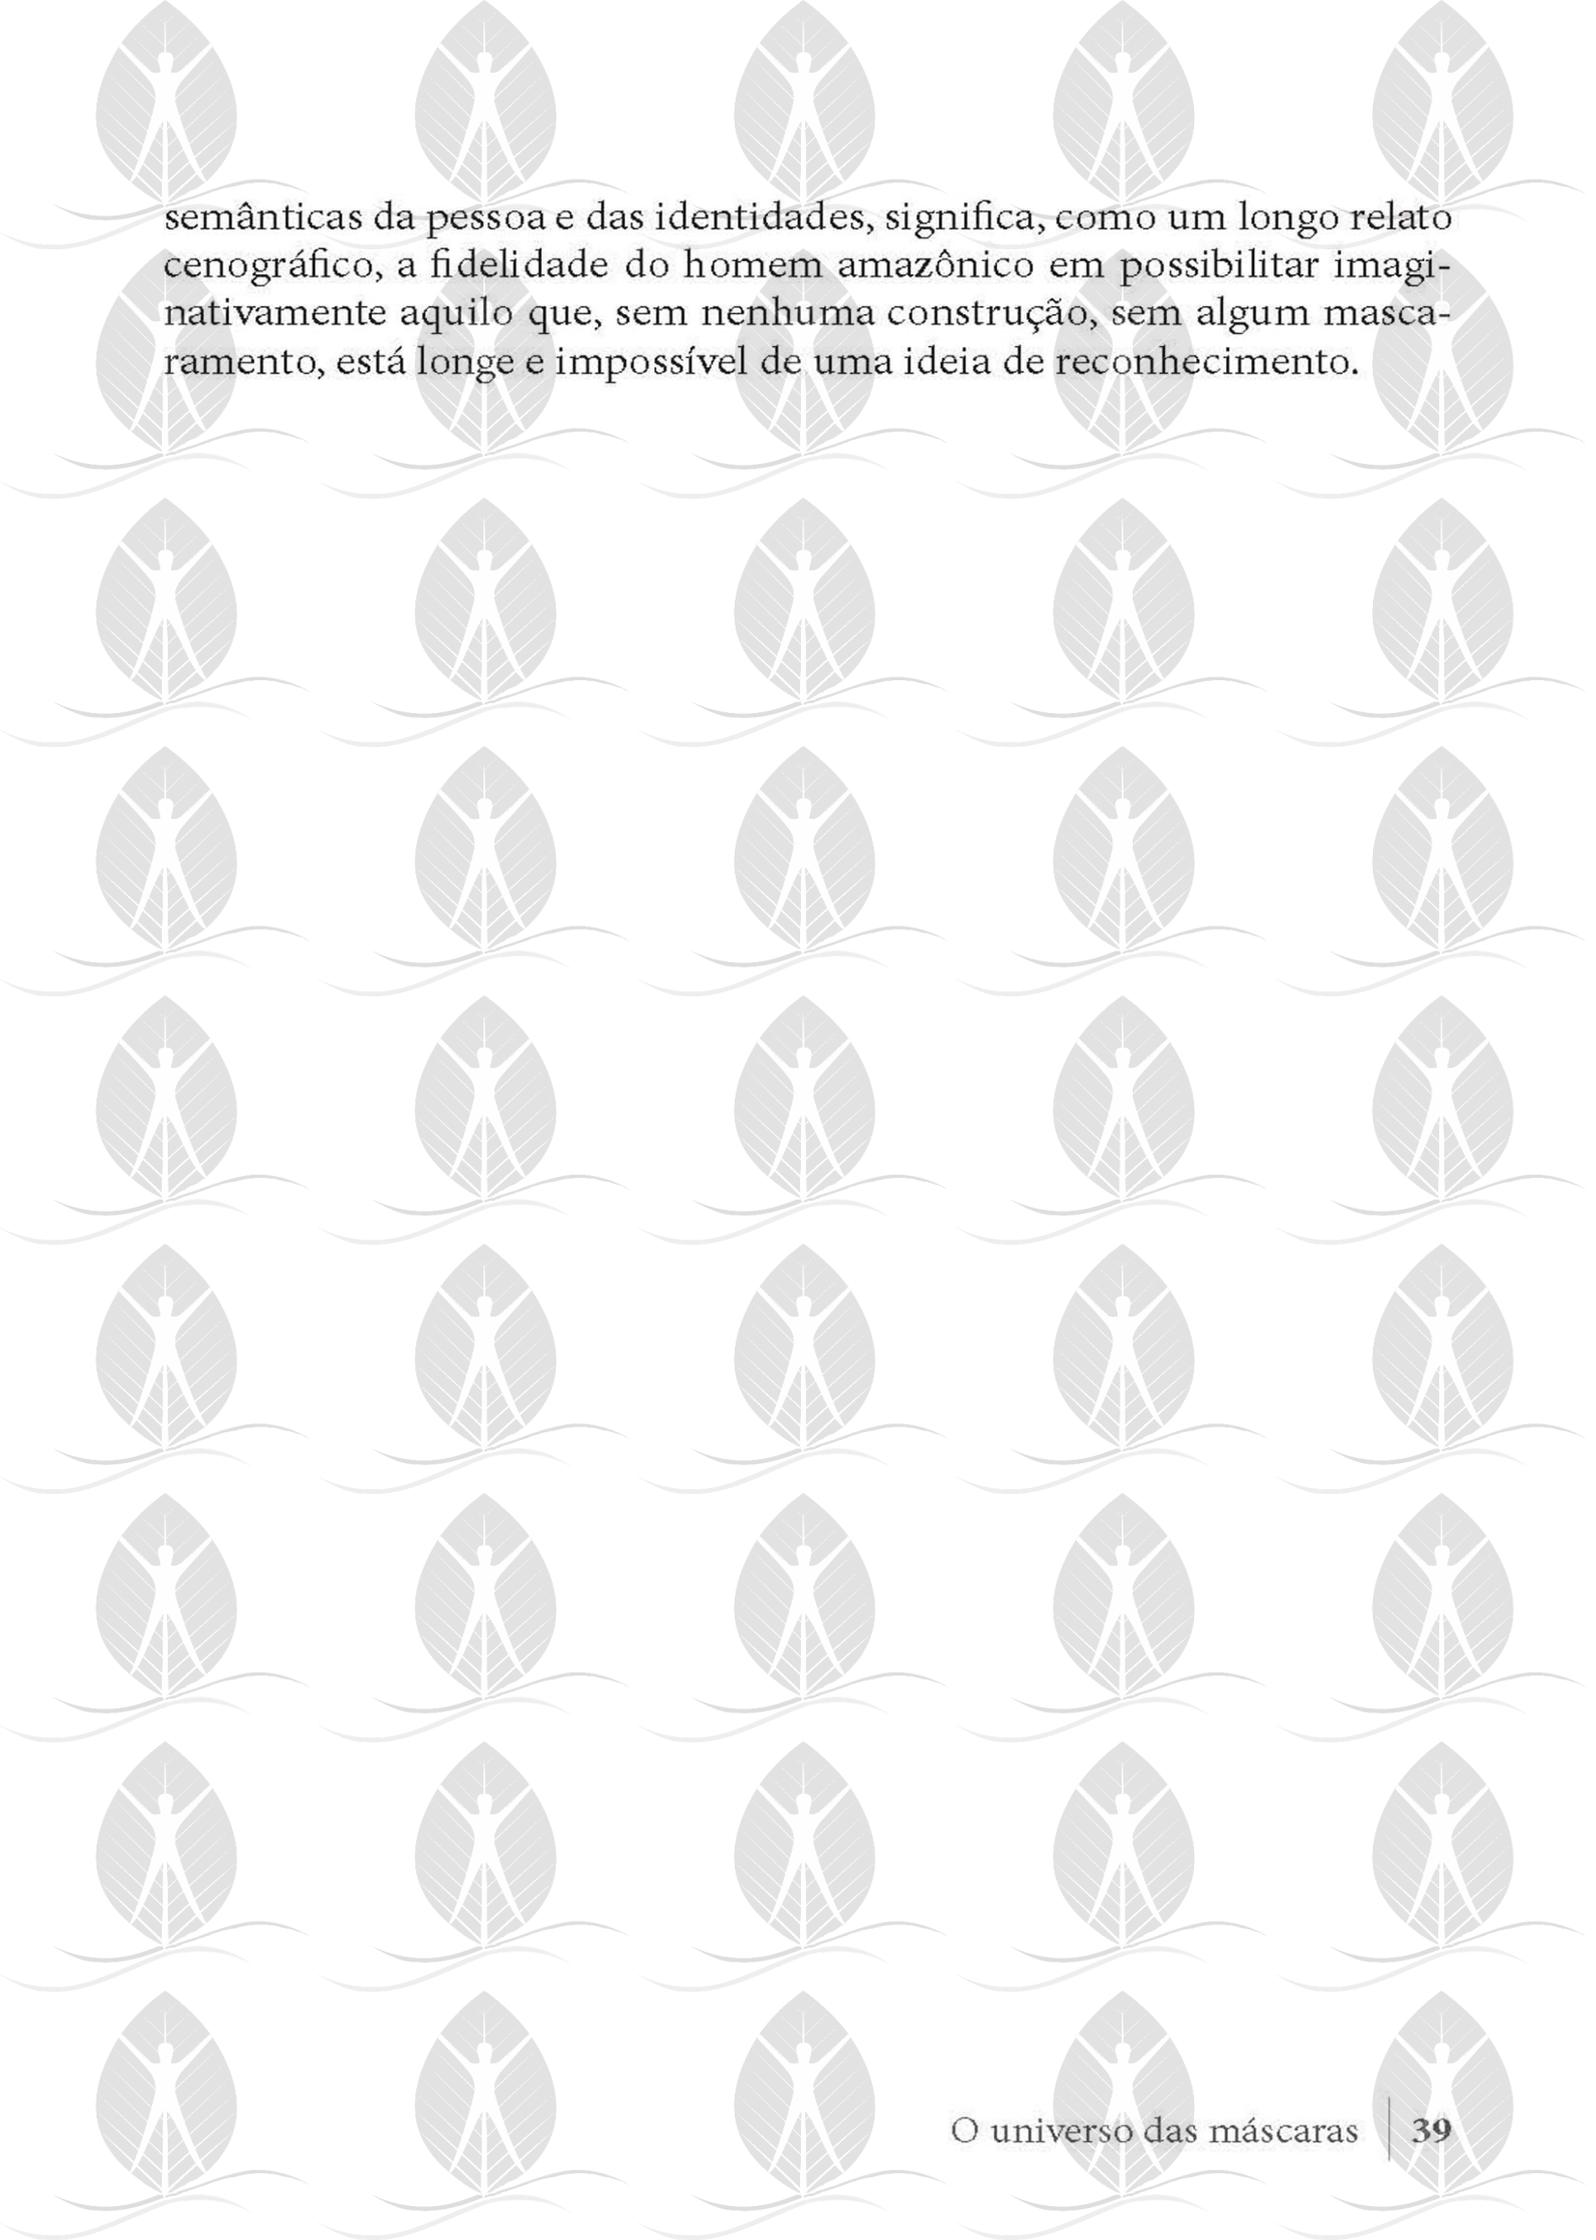 semânticas da pessoa e das identidades, significa, como um longo relato
cenográfico, a fidelidade do homem amazônico em possibilitar imagi-
nativamente aquilo que, sem nenhuma construção, sem algum masca-
ramento, está longe e impossível de uma ideia de reconhecimento.
O universo das máscaras | 39